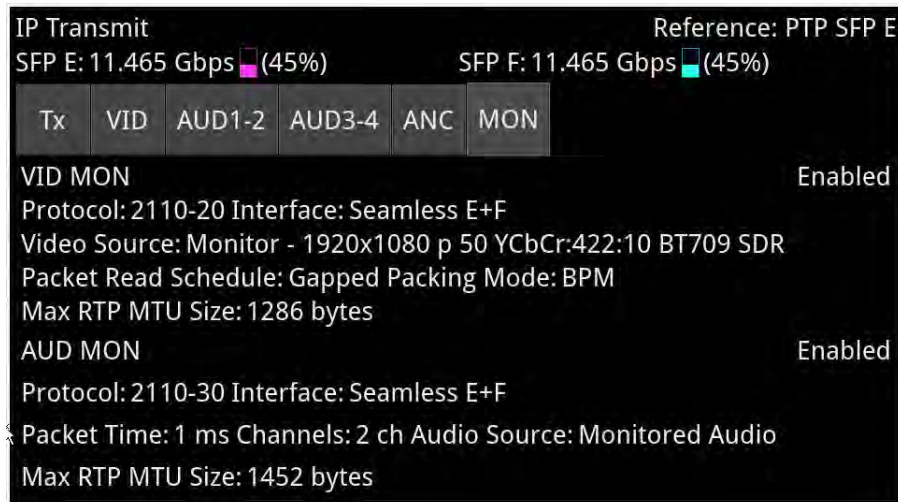 IP Transmit Reference: PTP SFP E
SFP E: 11.465 Gbps (45%) SFP F: 11.465 Gbps (45%)
Tx VID AUD1-2 AUD3-4 ANC MON
VID MON Enabled
Protocol: 2110-20 Interface: Seamless E+F
Video Source: Monitor - 1920x1080 p 50 YCbCr:422:10 BT709 SDR
Packet Read Schedule: Gapped Packing Mode: BPM
Max RTP MTU Size: 1286 bytes
AUD MON Enabled
Protocol: 2110-30 Interface: Seamless E+F
Packet Time: 1 ms Channels: 2 ch Audio Source: Monitored Audio
Max RTP MTU Size: 1452 bytes